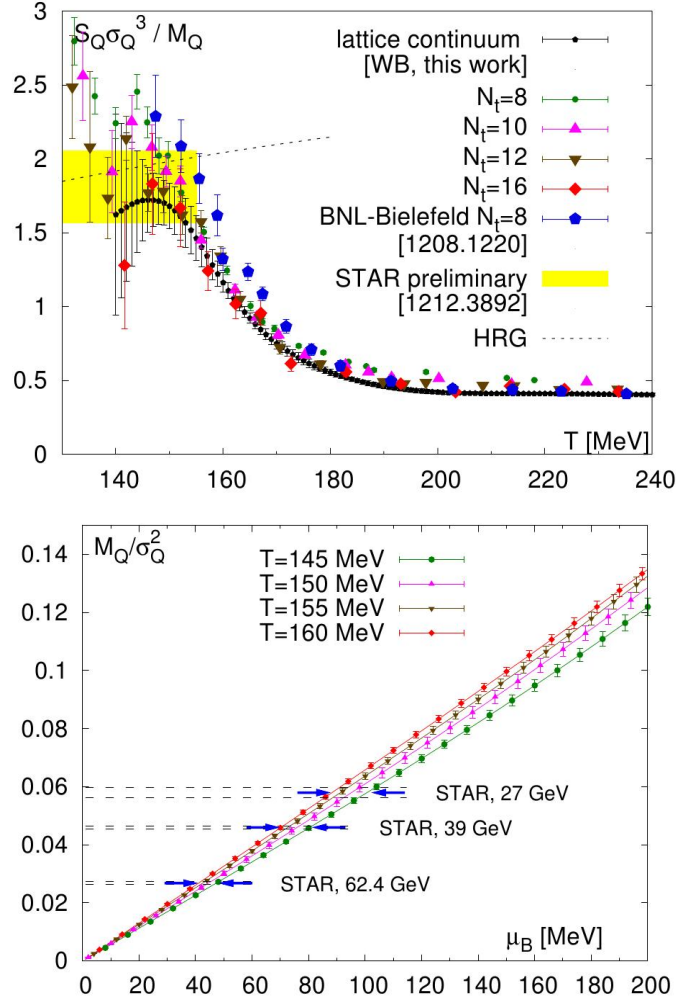 S_Qσ_Q^3 / M_Q
lattice continuum
[WB, this work]
N_t=8
N_t=10
N_t=12
N_t=16
BNL-Bielefeld N_t=8
[1208.1220]
STAR preliminary
[1212.3892]
HRG
3
2.5
2
1.5
1
0.5
0
140 160 180 200 220 240
T [MeV]
M_Q/σ_Q^2
T=145 MeV
T=150 MeV
T=155 MeV
T=160 MeV
0.14
0.12
0.1
0.08
0.06
0.04
0.02
0
STAR, 27 GeV
STAR, 39 GeV
STAR, 62.4 GeV
μ_B [MeV]
0 20 40 60 80 100 120 140 160 180 200